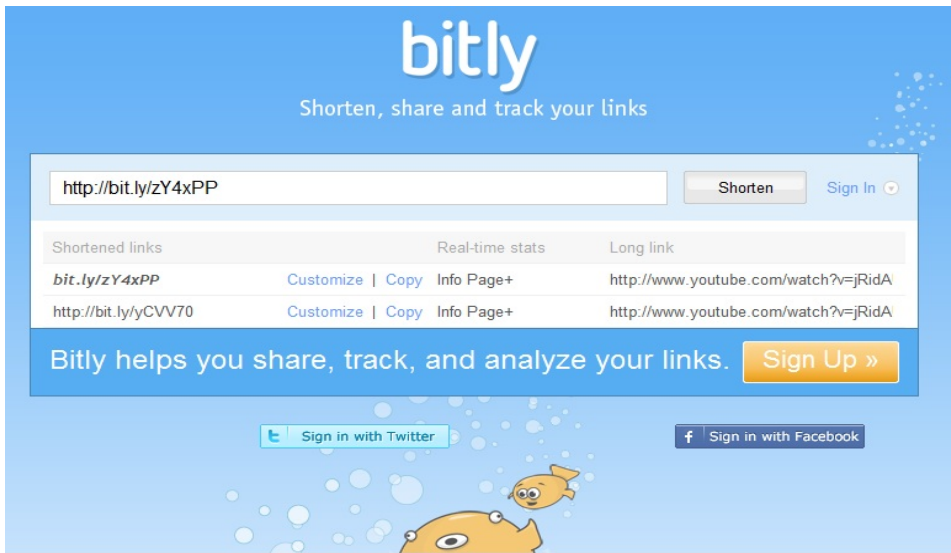 bitly
Shorten, share and track your links
http://bit.ly/zY4xPP Shorten Sign In
Shortened links Real-time stats Long link
bit.ly/zY4xPP Customize | Copy Info Page+ http://www.youtube.com/watch?v=jRidA
http://bit.ly/yCVV70 Customize | Copy Info Page+ http://www.youtube.com/watch?v=jRidA
Bitly helps you share, track, and analyze your links. Sign Up »
Sign in with Twitter f Sign in with Facebook